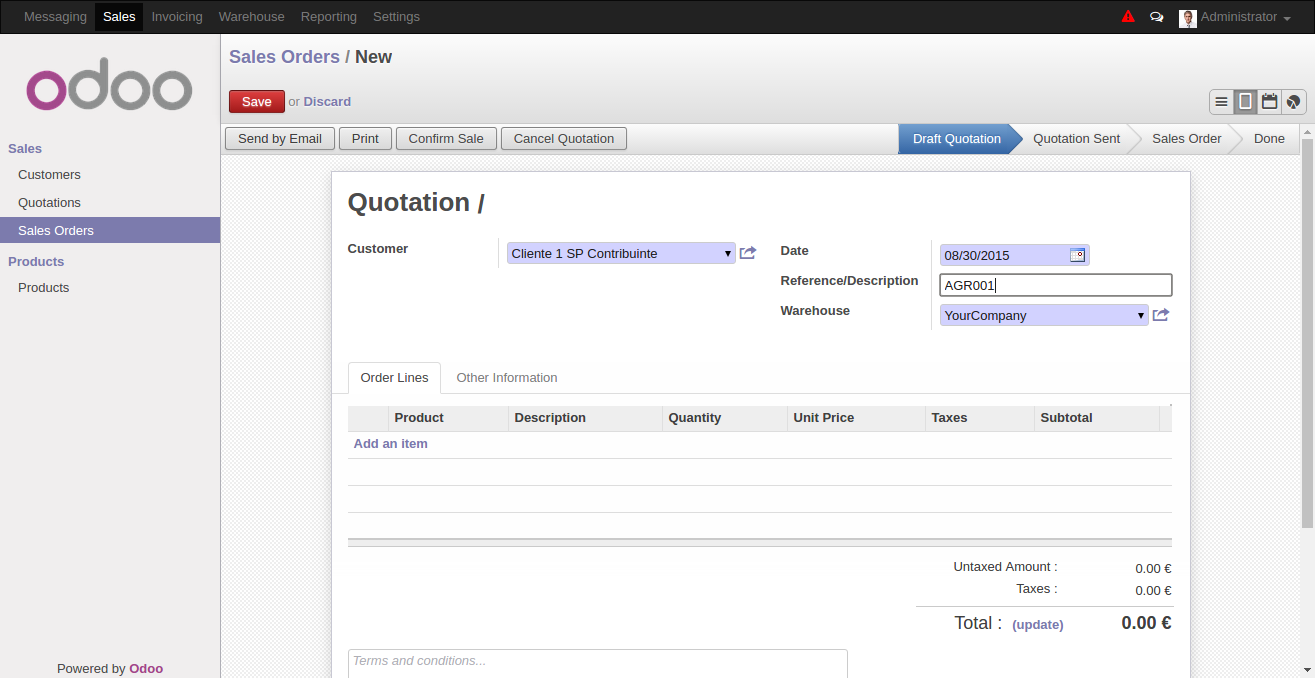 Messaging Sales Invoicing Warehouse Reporting Settings Administrator
odoo
Sales
Customers
Quotations
Sales Orders
Products
Products
Powered by Odoo
Sales Orders / New
Save or Discard
Send by Email Print Confirm Sale Cancel Quotation Draft Quotation Quotation Sent Sales Order Done
Quotation /
Customer Cliente 1 SP Contribuinte
Date 08/30/2015
Reference/Description AGR001
Warehouse YourCompany
Order Lines Other Information
Product Description Quantity Unit Price Taxes Subtotal
Add an item
Untaxed Amount : 0.00 €
Taxes : 0.00 €
Total : (update) 0.00 €
Terms and conditions...